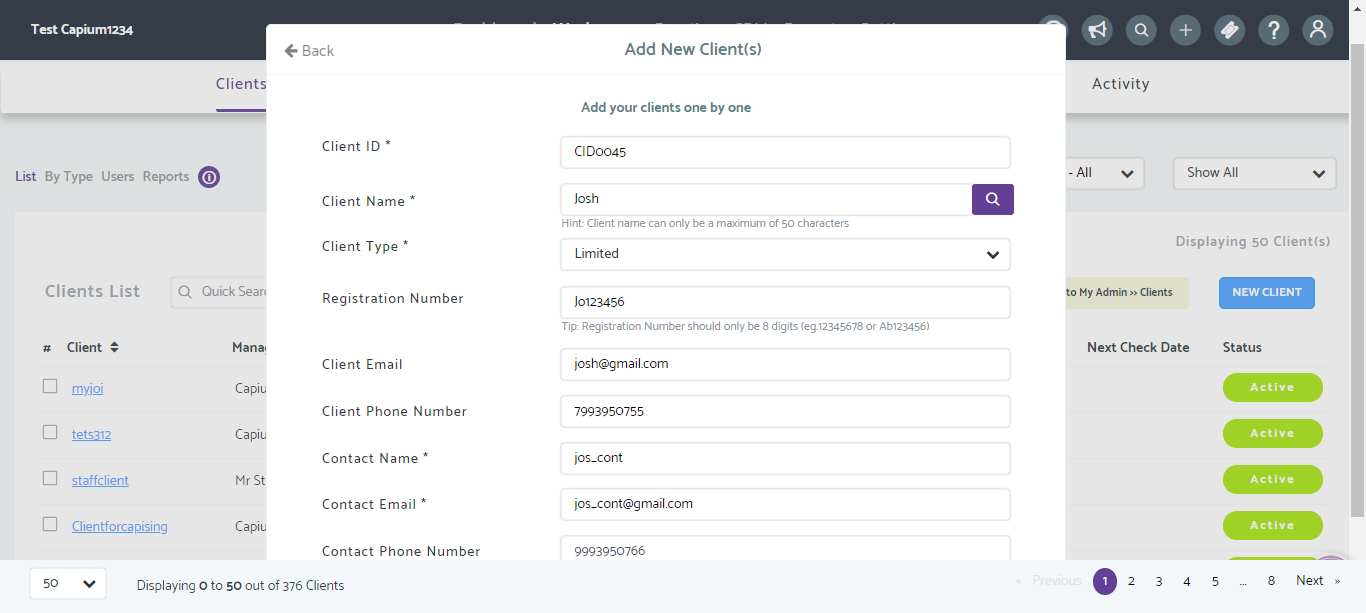 Test Capium1234
← Back
Add New Client(s)
Clients
Activity
Add your clients one by one
Client ID *
CID0045
List By Type Users Reports
- All
Show All
Client Name *
Josh
Hint: Client name can only be a maximum of 50 characters
Client Type *
Limited
Displaying 50 Client(s)
Clients List
Quick Sear
Registration Number
Jo123456
Tip: Registration Number should only be 8 digits (eg.12345678 or Ab123456)
to My Admin >> Clients
NEW CLIENT
# Client
Mana
Next Check Date
Status
Client Email
josh@gmail.com
myjoi
Capiu
Active
Client Phone Number
7993950755
tets312
Capiu
Active
Contact Name *
jos_cont
staffclient
Mr St
Active
Contact Email *
jos_cont@gmail.com
Clientforcapising
Capiu
Active
Contact Phone Number
9993950766
50
Displaying 0 to 50 out of 376 Clients
« Previous 1 2 3 4 5 ... 8 Next »